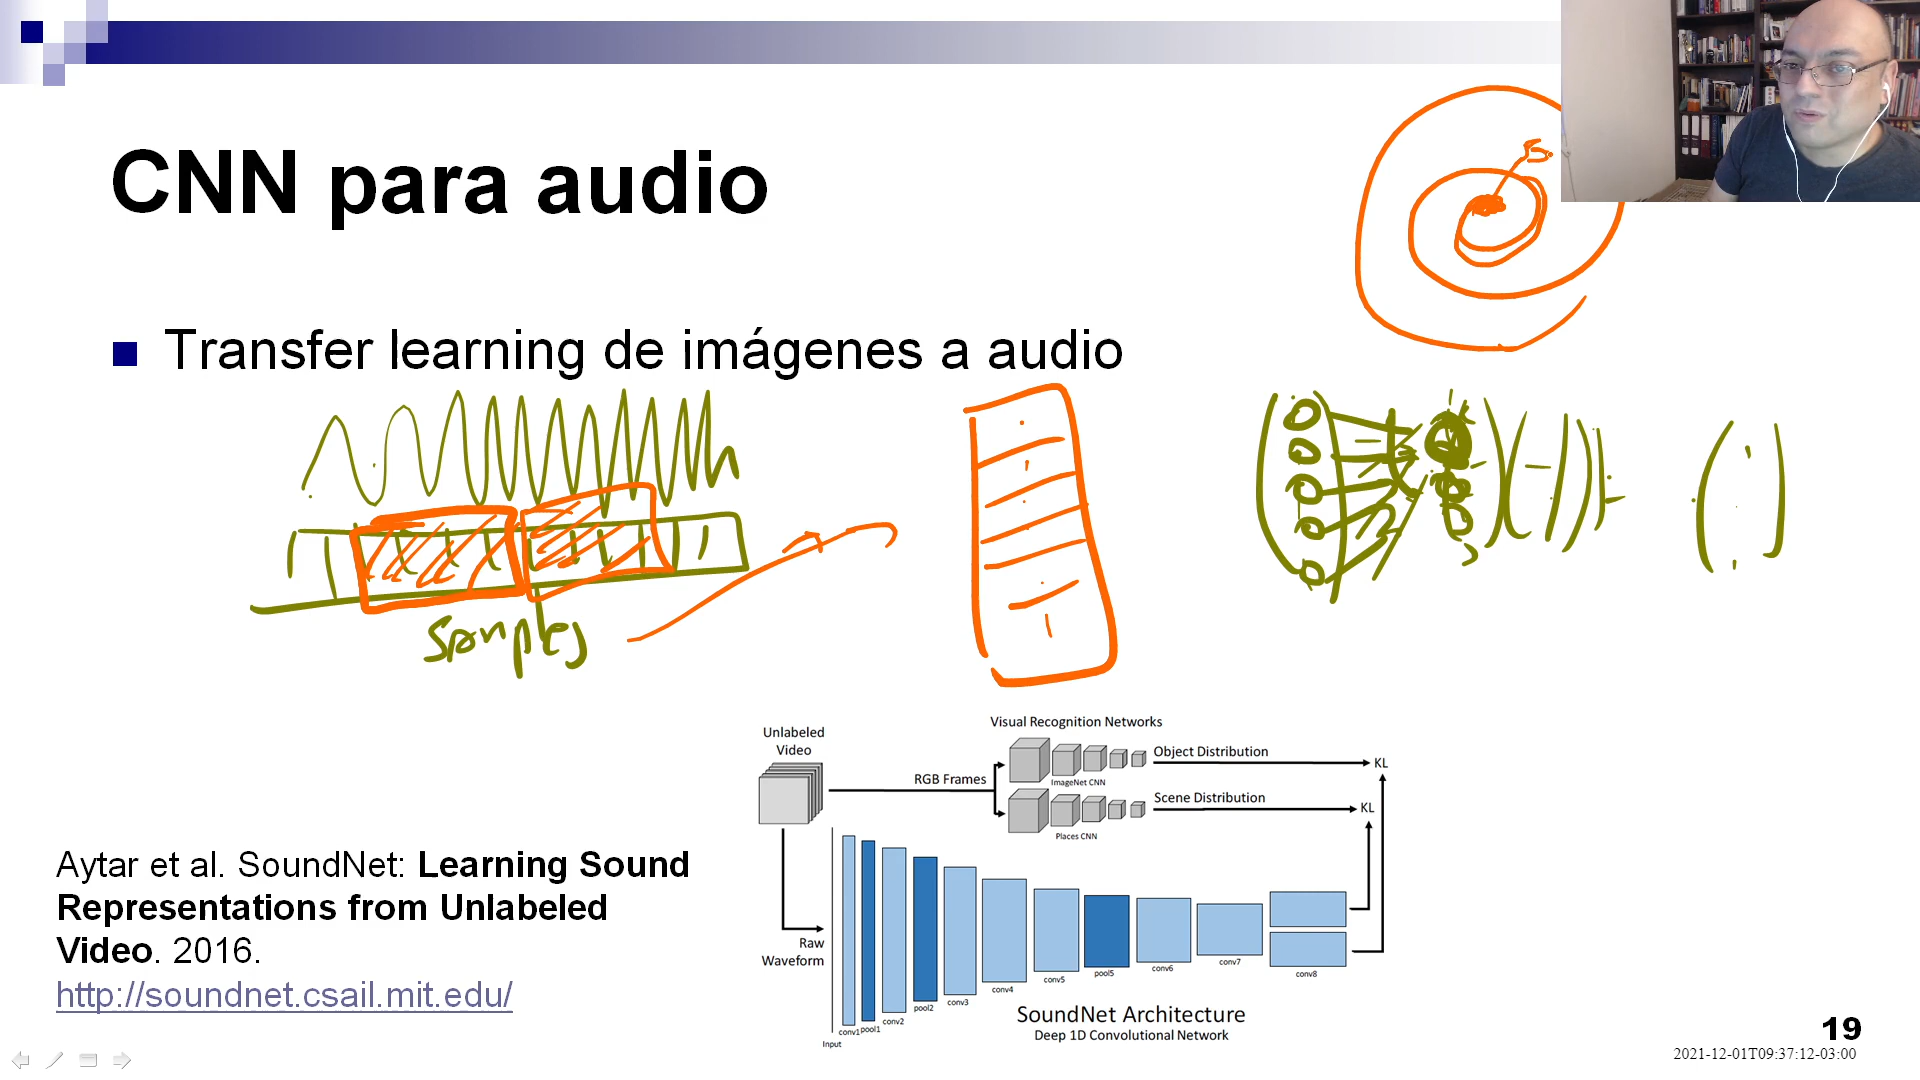 CNN para audio
Transfer learning de imágenes a audio
samples
Unlabeled
Video
RGB Frames
Visual Recognition Networks
ImageNet CNN
Object Distribution
KL
Places CNN
Scene Distribution
KL
Raw
Waveform
Input
conv1
pool1
conv2
pool2
conv3
conv4
conv5
pool5
conv6
conv7
conv8
SoundNet Architecture
Deep 1D Convolutional Network
Aytar et al. SoundNet: Learning Sound
Representations from Unlabeled
Video. 2016.
http://soundnet.csail.mit.edu/
19
2021-12-01T09:37:12-03:00